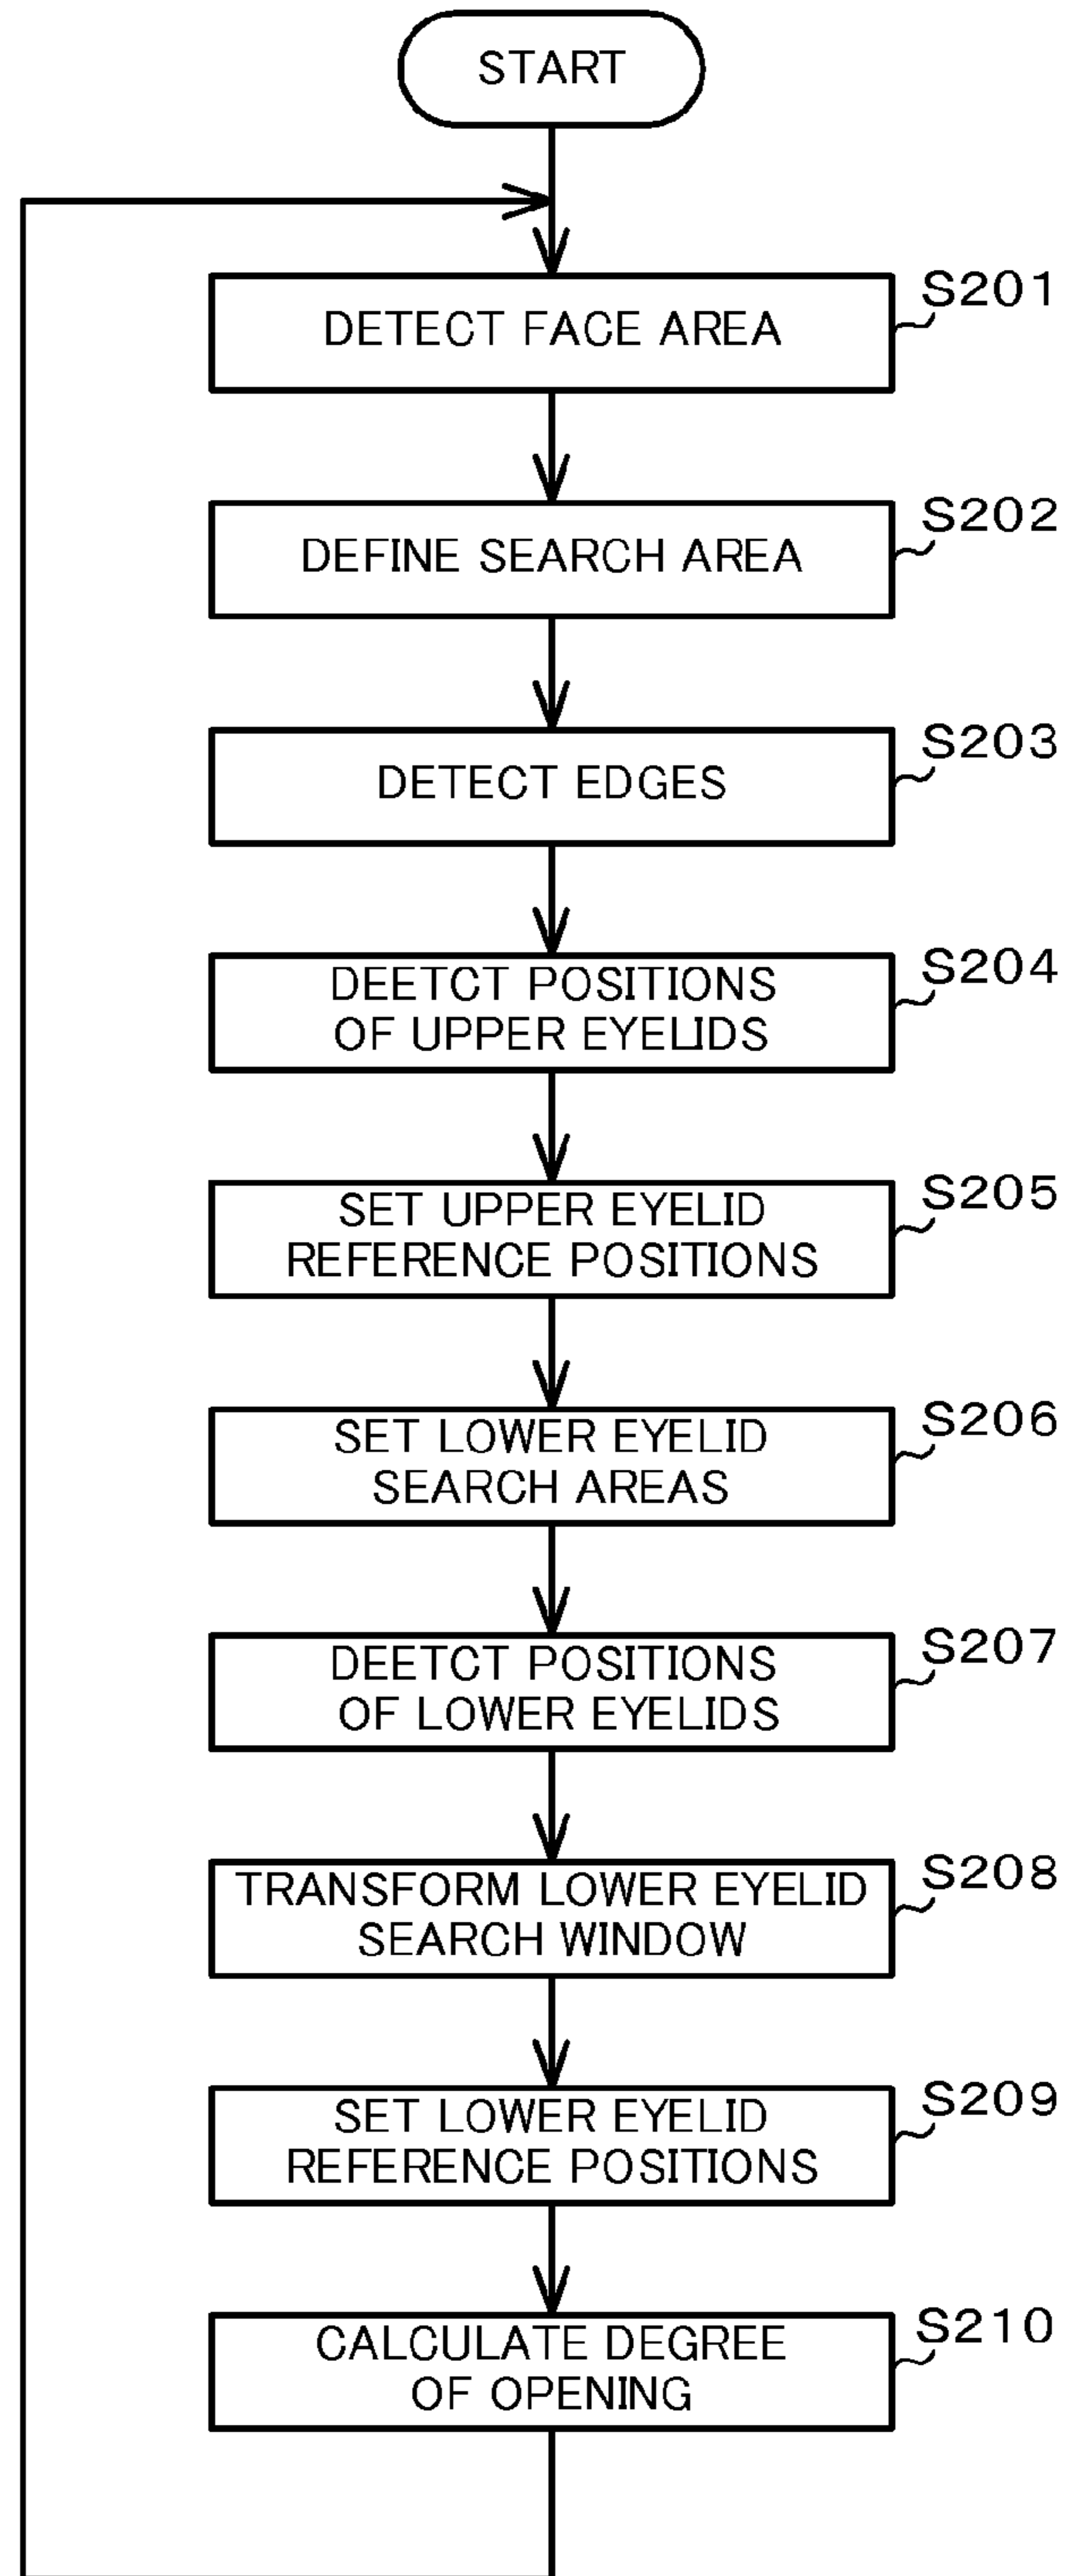 START
DETECT FACE AREA
S201
DEFINE SEARCH AREA
S202
DETECT EDGES
S203
DEETCT POSITIONS
OF UPPER EYELIDS
S204
SET UPPER EYELID
REFERENCE POSITIONS
S205
SET LOWER EYELID
SEARCH AREAS
S206
DEETCT POSITIONS
OF LOWER EYELIDS
S207
TRANSFORM LOWER EYELID
SEARCH WINDOW
S208
SET LOWER EYELID
REFERENCE POSITIONS
S209
CALCULATE DEGREE
OF OPENING
S210